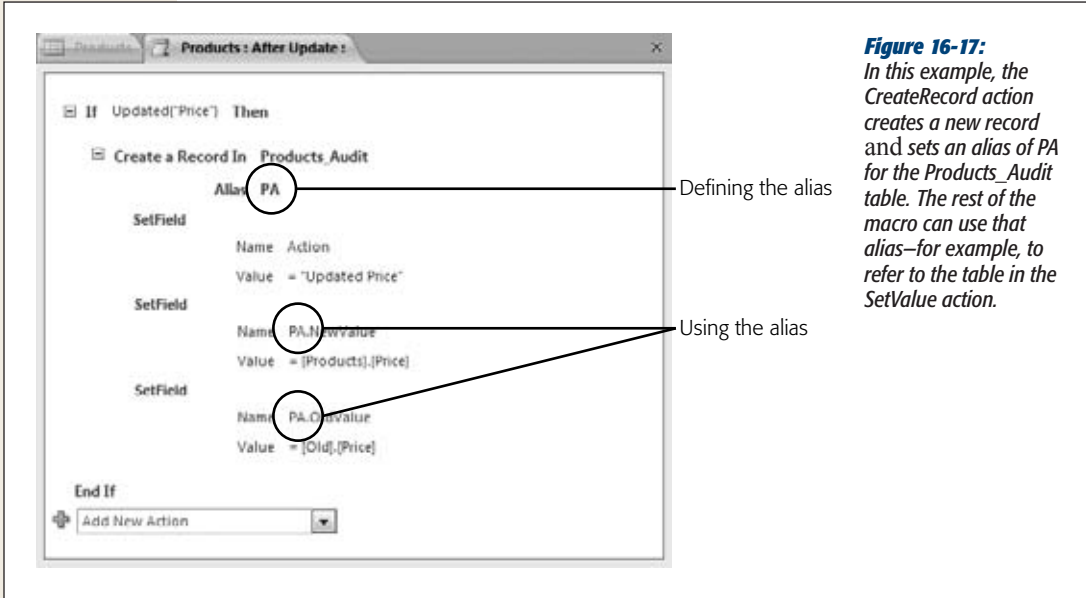 Products
Products : After Update :
If Updated("Price") Then
Create a Record In Products_Audit
Alias PA
Defining the alias
SetField
Name Action
Value = "Updated Price"
SetField
Name PA.NewValue
Using the alias
Value = [Products].[Price]
SetField
Name PA.OldValue
Value = [Old].[Price]
End If
Add New Action
Figure 16-17:
In this example, the
CreateRecord action
creates a new record
and sets an alias of PA
for the Products_Audit
table. The rest of the
macro can use that
alias—for example, to
refer to the table in the
SetValue action.